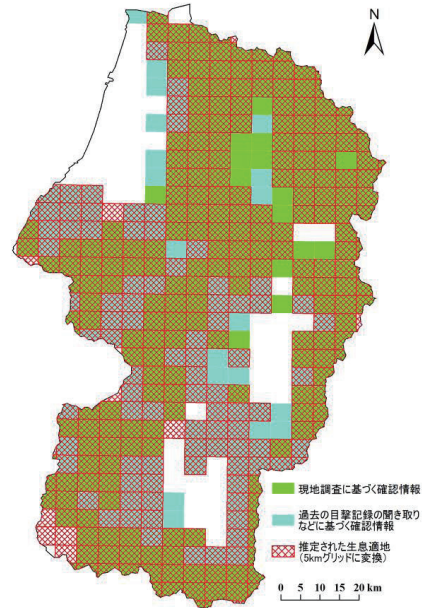 N
現地調査に基づく確認情報
過去の目撃記録の聞き取り
などに基づく確認情報
推定された生息適地
(5kmグリッドに変換)
0 5 10 15 20 km